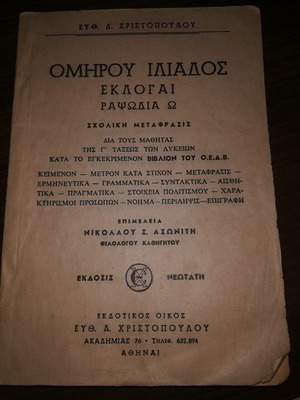 ΕΥΘ. Δ. ΧΡΙΣΤΟΠΟΥΛΟΥ
ΟΜΗΡΟΥ ΙΛΙΑΔΟΣ
ΕΚΛΟΓΑΙ
ΡΑΨΩΔΙΑ Ω
ΣΧΟΛΙΚΗ ΜΕΤΑΦΡΑΣΙΣ
ΔΙΑ ΤΟΥΣ ΜΑΘΗΤΑΣ
ΤΗΣ Γ' ΤΑΞΕΩΣ ΤΩΝ ΛΥΚΕΙΩΝ
ΚΑΤΑ ΤΟ ΕΓΚΕΚΡΙΜΕΝΟΝ ΒΙΒΛΙΟΝ ΤΟΥ Ο.Ε.Δ.Β.
ΚΕΙΜΕΝΟΝ — ΜΕΤΡΟΝ ΚΑΤΑ ΣΤΙΧΟΝ — ΜΕΤΑΦΡΑΣΙΣ —
ΕΡΜΗΝΕΥΤΙΚΑ — ΓΡΑΜΜΑΤΙΚΑ — ΣΥΝΤΑΚΤΙΚΑ — ΑΙΣΘΗ-
ΤΙΚΑ — ΠΡΑΓΜΑΤΙΚΑ — ΣΤΟΙΧΕΙΑ ΠΟΛΙΤΙΣΜΟΥ — ΧΑΡΑ-
ΚΤΗΡΙΣΜΟΙ ΠΡΟΣΩΠΩΝ — ΝΟΗΜΑ — ΠΕΡΙΛΗΨΙΣ — ΕΠΙΓΡΑΦΗ
ΕΠΙΜΕΛΕΙΑ
ΝΙΚΟΛΑΟΥ Σ. ΑΣΩΝΙΤΗ
ΦΙΛΟΛΟΓΟΥ ΚΑΘΗΓΗΤΟΥ
ΕΚΔΟΣΙΣ ΝΕΩΤΑΤΗ
ΕΚΔΟΤΙΚΟΣ ΟΙΚΟΣ
ΕΥΘ. Δ. ΧΡΙΣΤΟΠΟΥΛΟΥ
ΑΚΑΔΗΜΙΑΣ 76 - ΤΗΛΕΦ. 632.894
ΑΘΗΝΑΙ